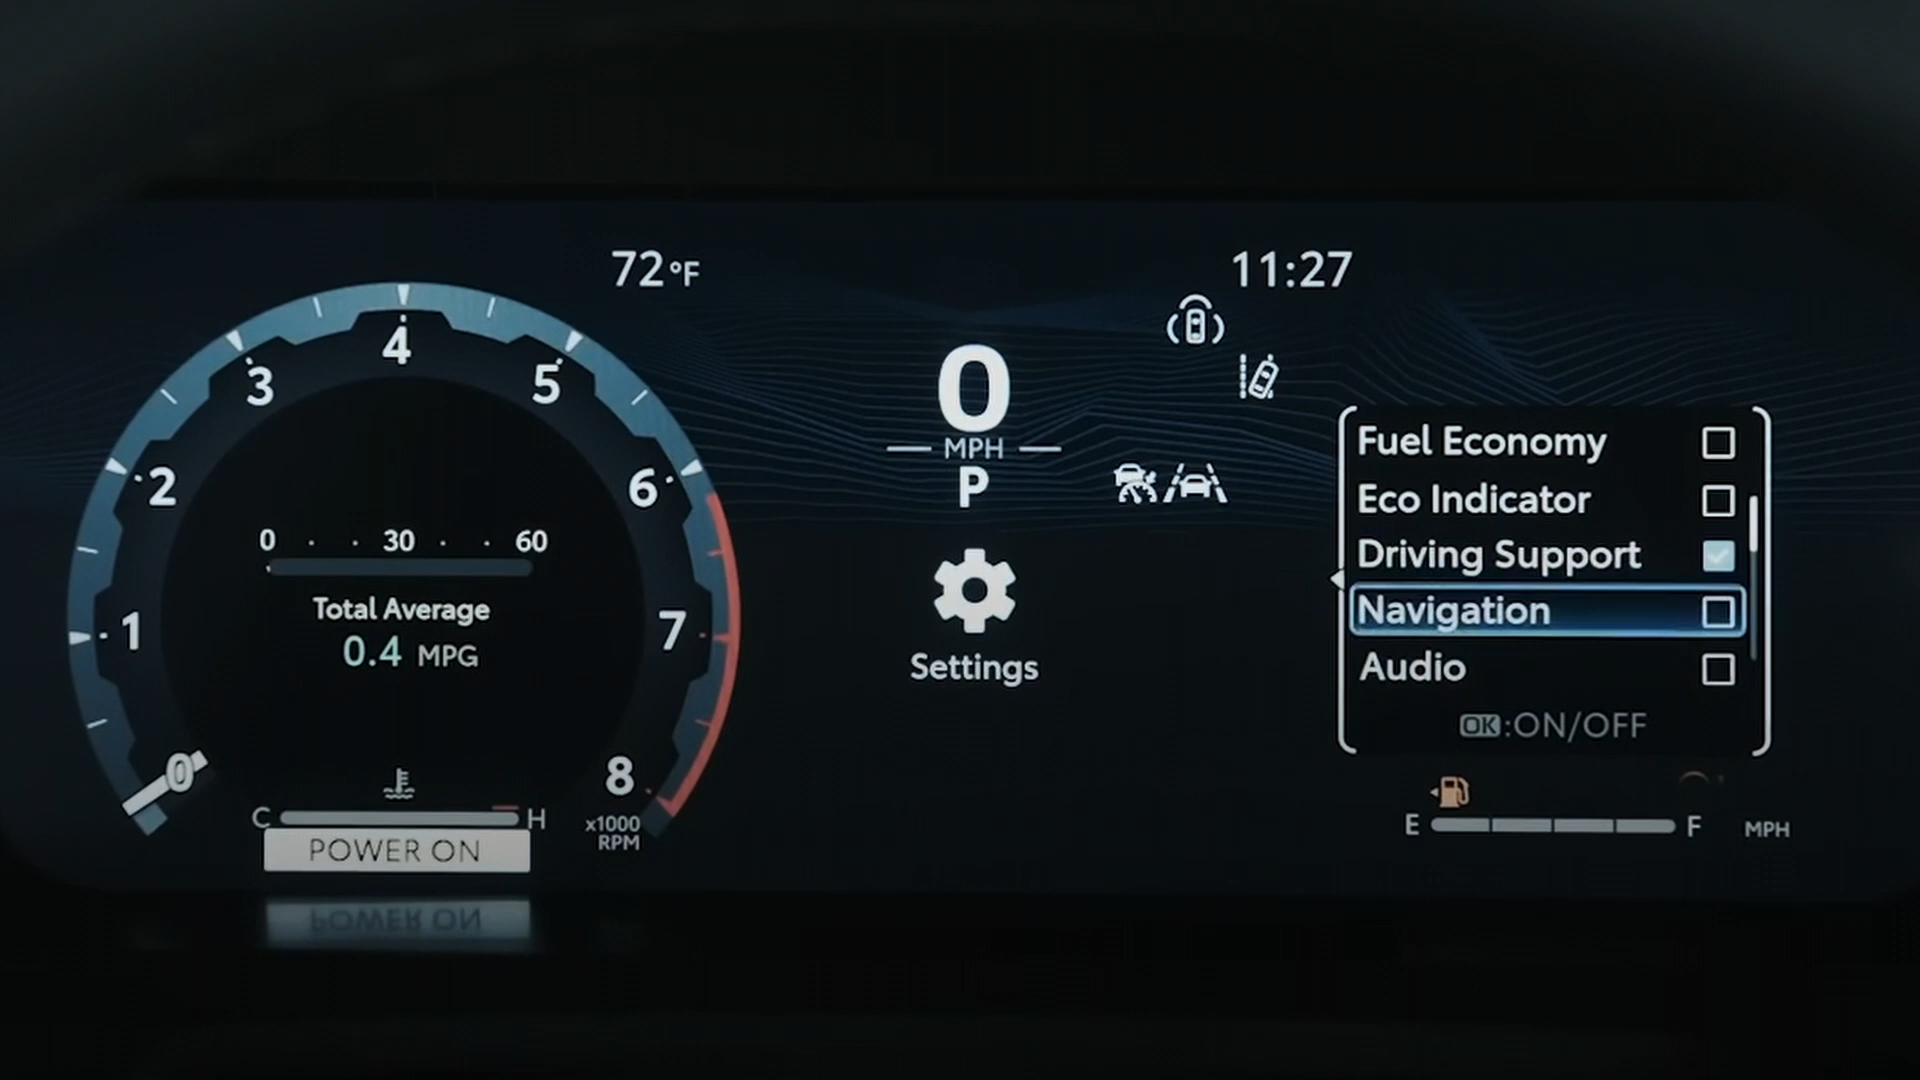 72°F
11:27
0
MPH
P
Settings
0 1 2 3 4 5 6 7 8
x1000
RPM
0 30 60
Total Average
0.4 MPG
C H
POWER ON
POWER ON
Fuel Economy
Eco Indicator
Driving Support
Navigation
Audio
OK:ON/OFF
E F MPH